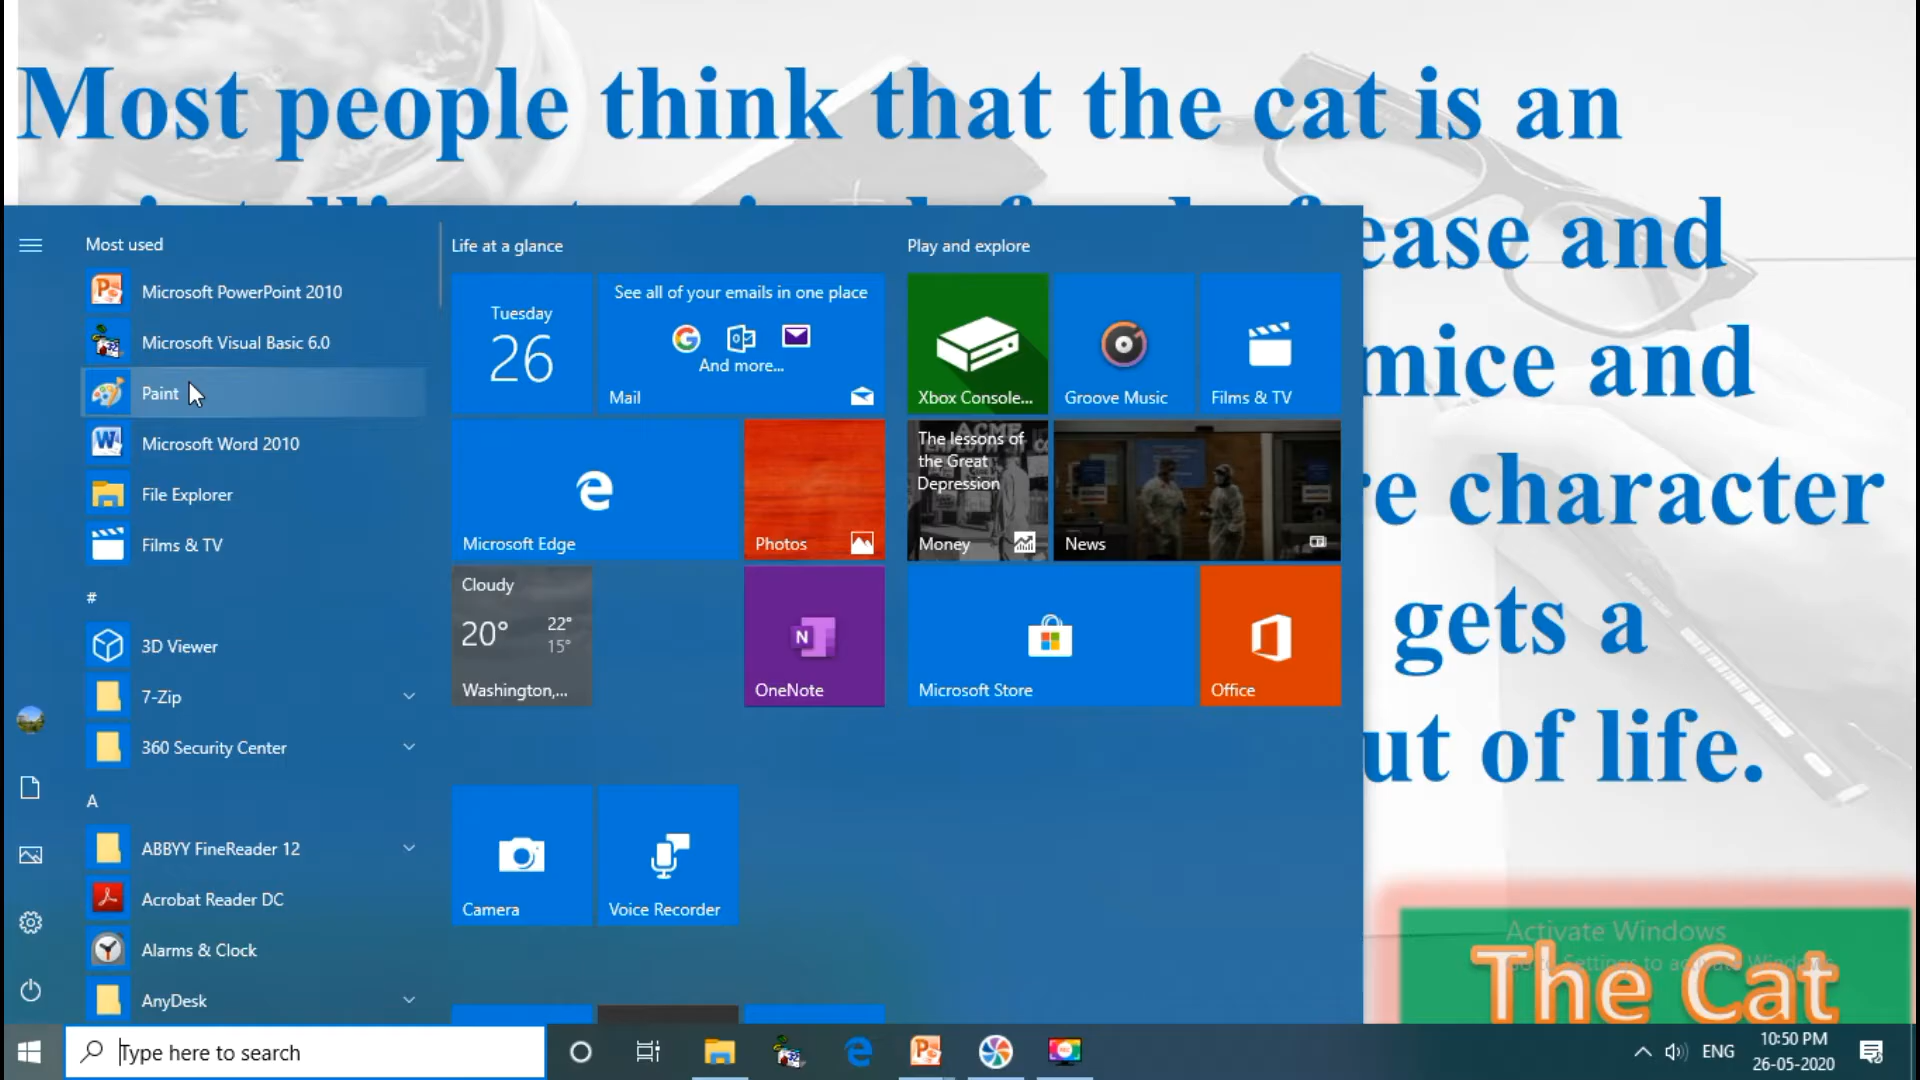 Most people think that the cat is an
ease and
mice and
re character
gets a
ut of life.
The Cat
Activate Windows
Most used
Microsoft PowerPoint 2010
Microsoft Visual Basic 6.0
Paint
Microsoft Word 2010
File Explorer
Films & TV
#
3D Viewer
7-Zip
360 Security Center
A
ABBYY FineReader 12
Acrobat Reader DC
Alarms & Clock
AnyDesk
Life at a glance
Tuesday
26
See all of your emails in one place
And more...
Mail
Microsoft Edge
Photos
Cloudy
20° 22°
15°
Washington,...
OneNote
Camera
Voice Recorder
Play and explore
Xbox Console...
Groove Music
Films & TV
The lessons of
the Great
Depression
Money
News
Microsoft Store
Office
Type here to search
ENG
10:50 PM
26-05-2020